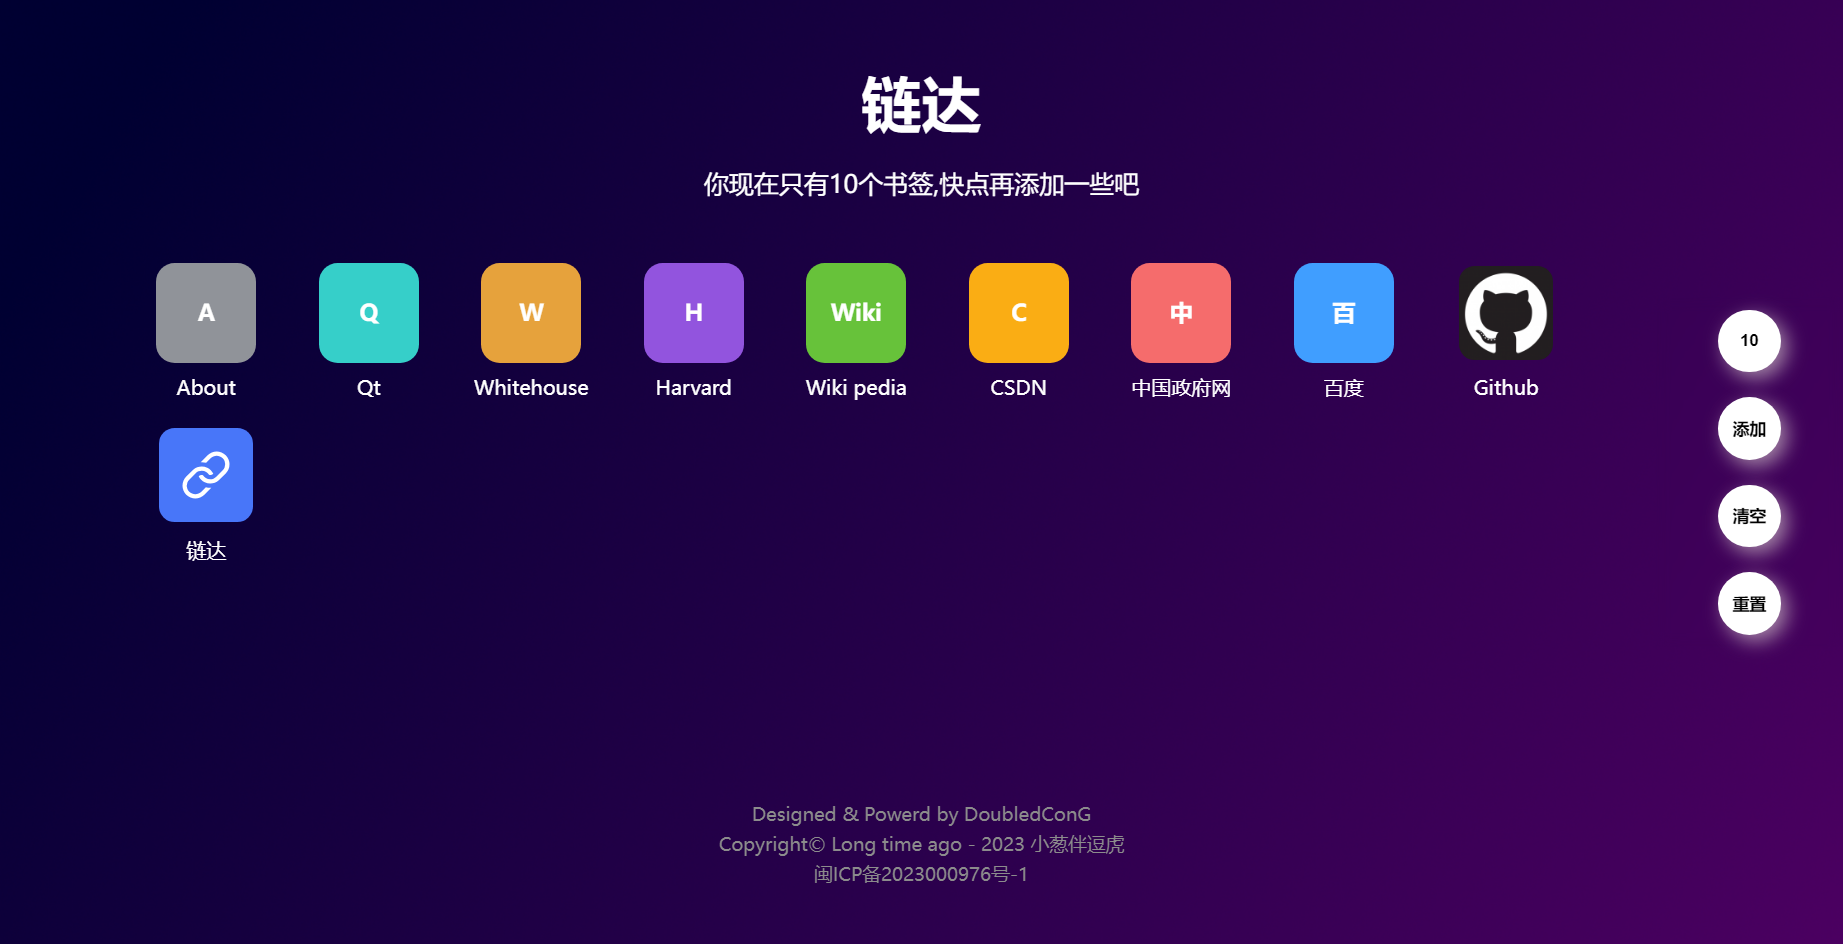 链达
你现在只有10个书签,快点再添加一些吧
A Q W H Wiki C 中 百
About Qt Whitehouse Harvard Wiki pedia CSDN 中国政府网 百度 Github
链达
10
添加
清空
重置
Designed & Powerd by DoubledConG
Copyright© Long time ago - 2023 小葱伴逗虎
闽ICP备2023000976号-1